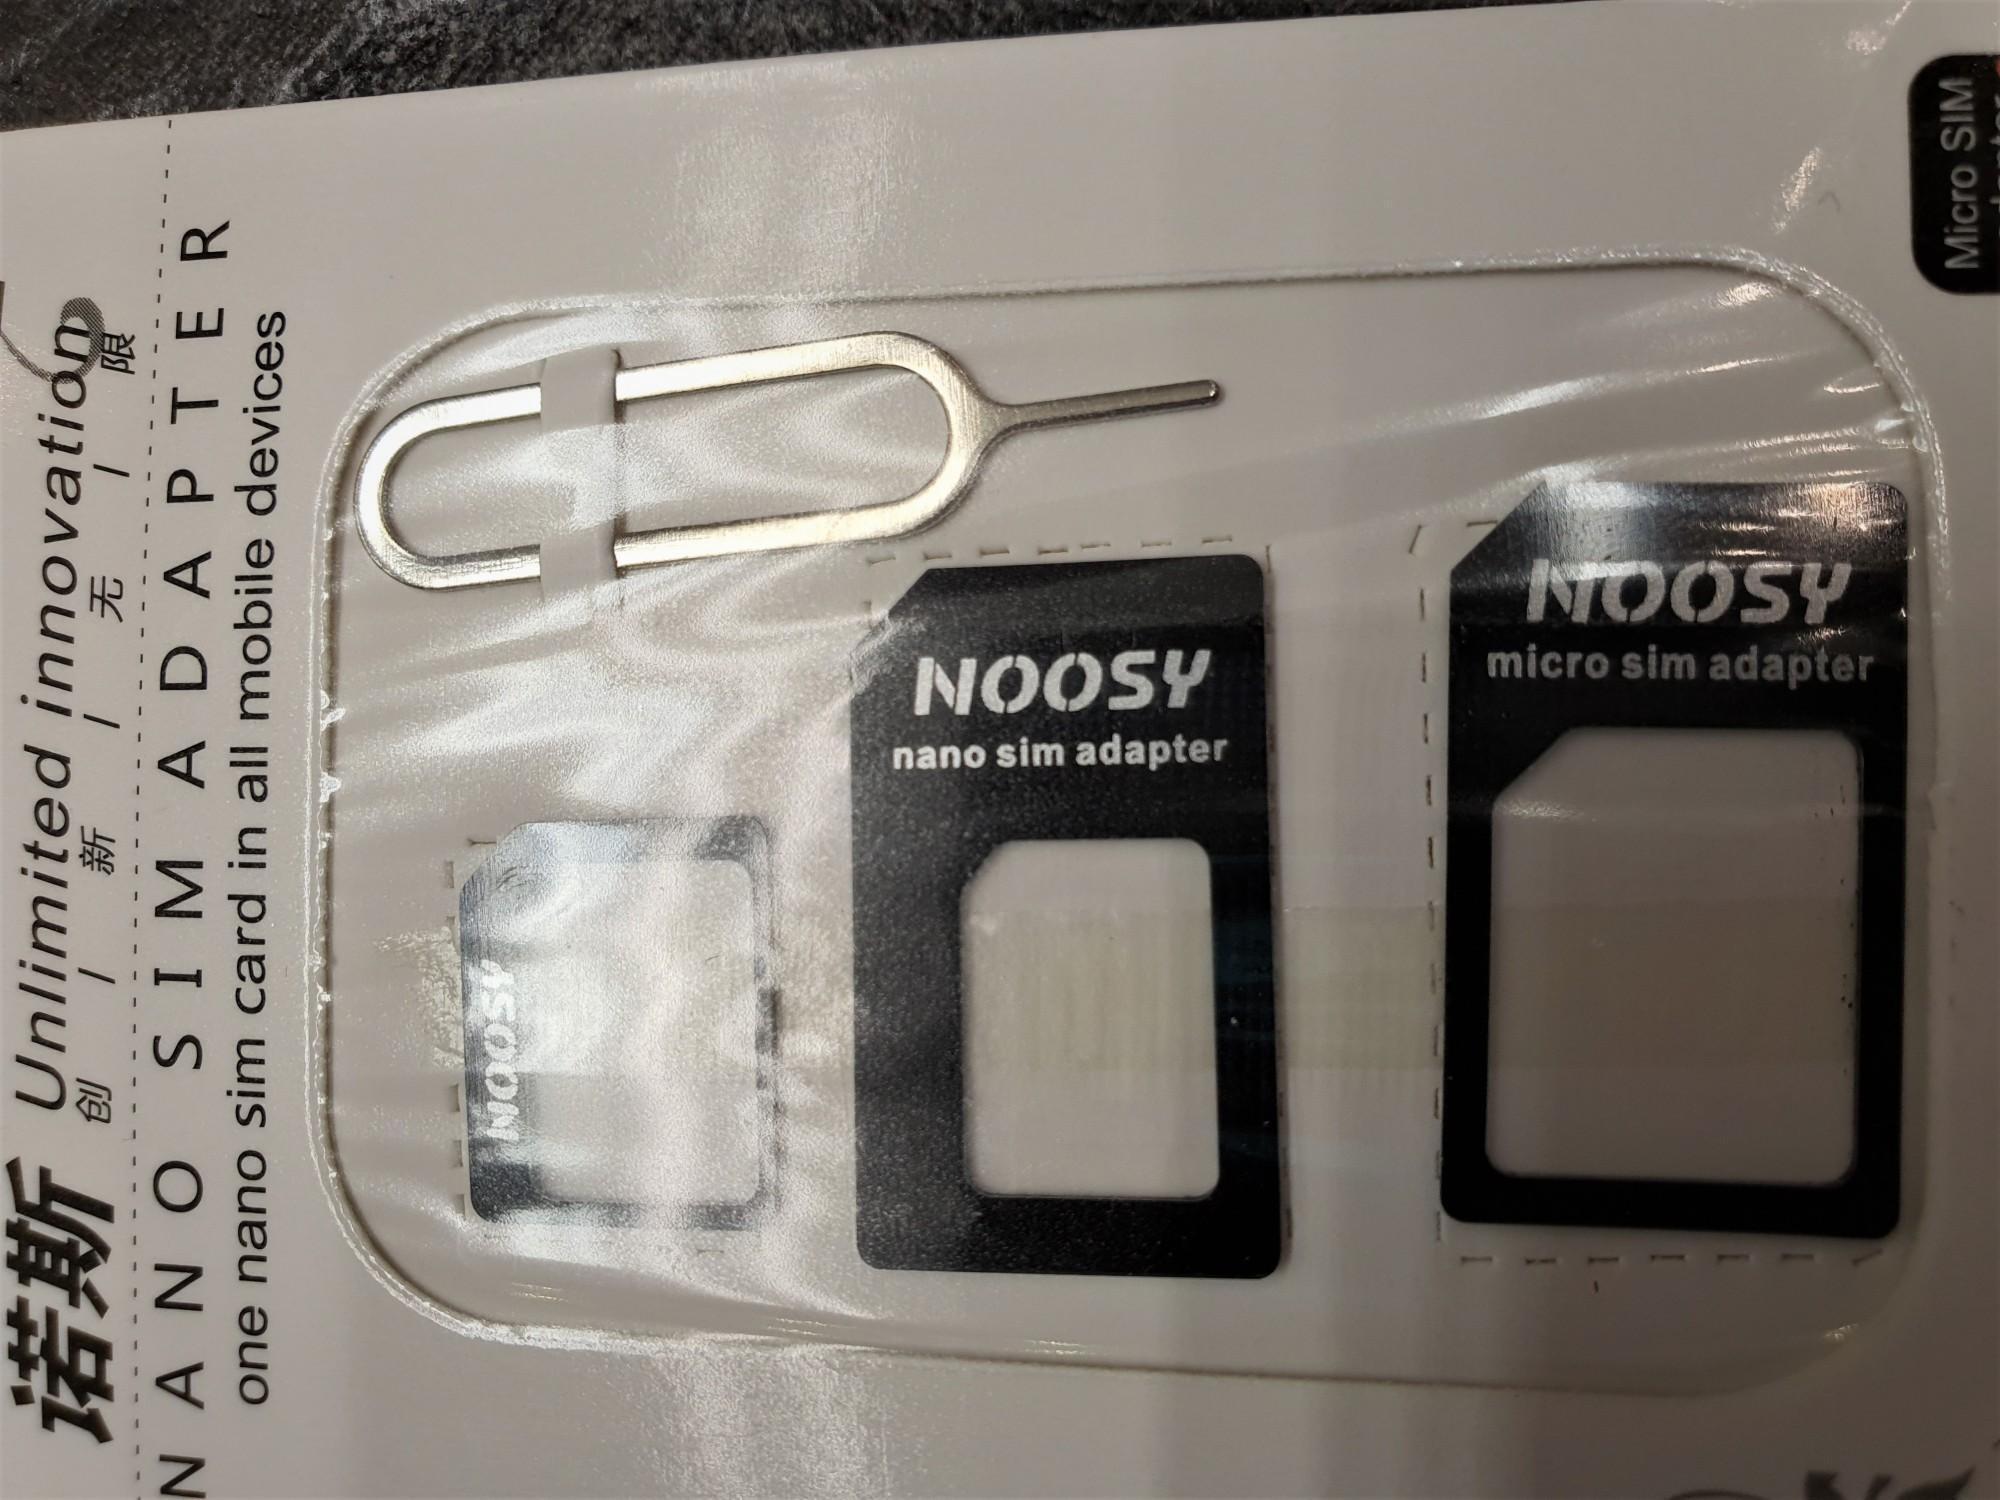 诺斯 Unlimited innovation
创 / 新 / 无 / 限
NANO SIM ADAPTER
one nano sim card in all mobile devices
NOOSY
NOOSY
nano sim adapter
NOOSY
micro sim adapter
Micro SIM